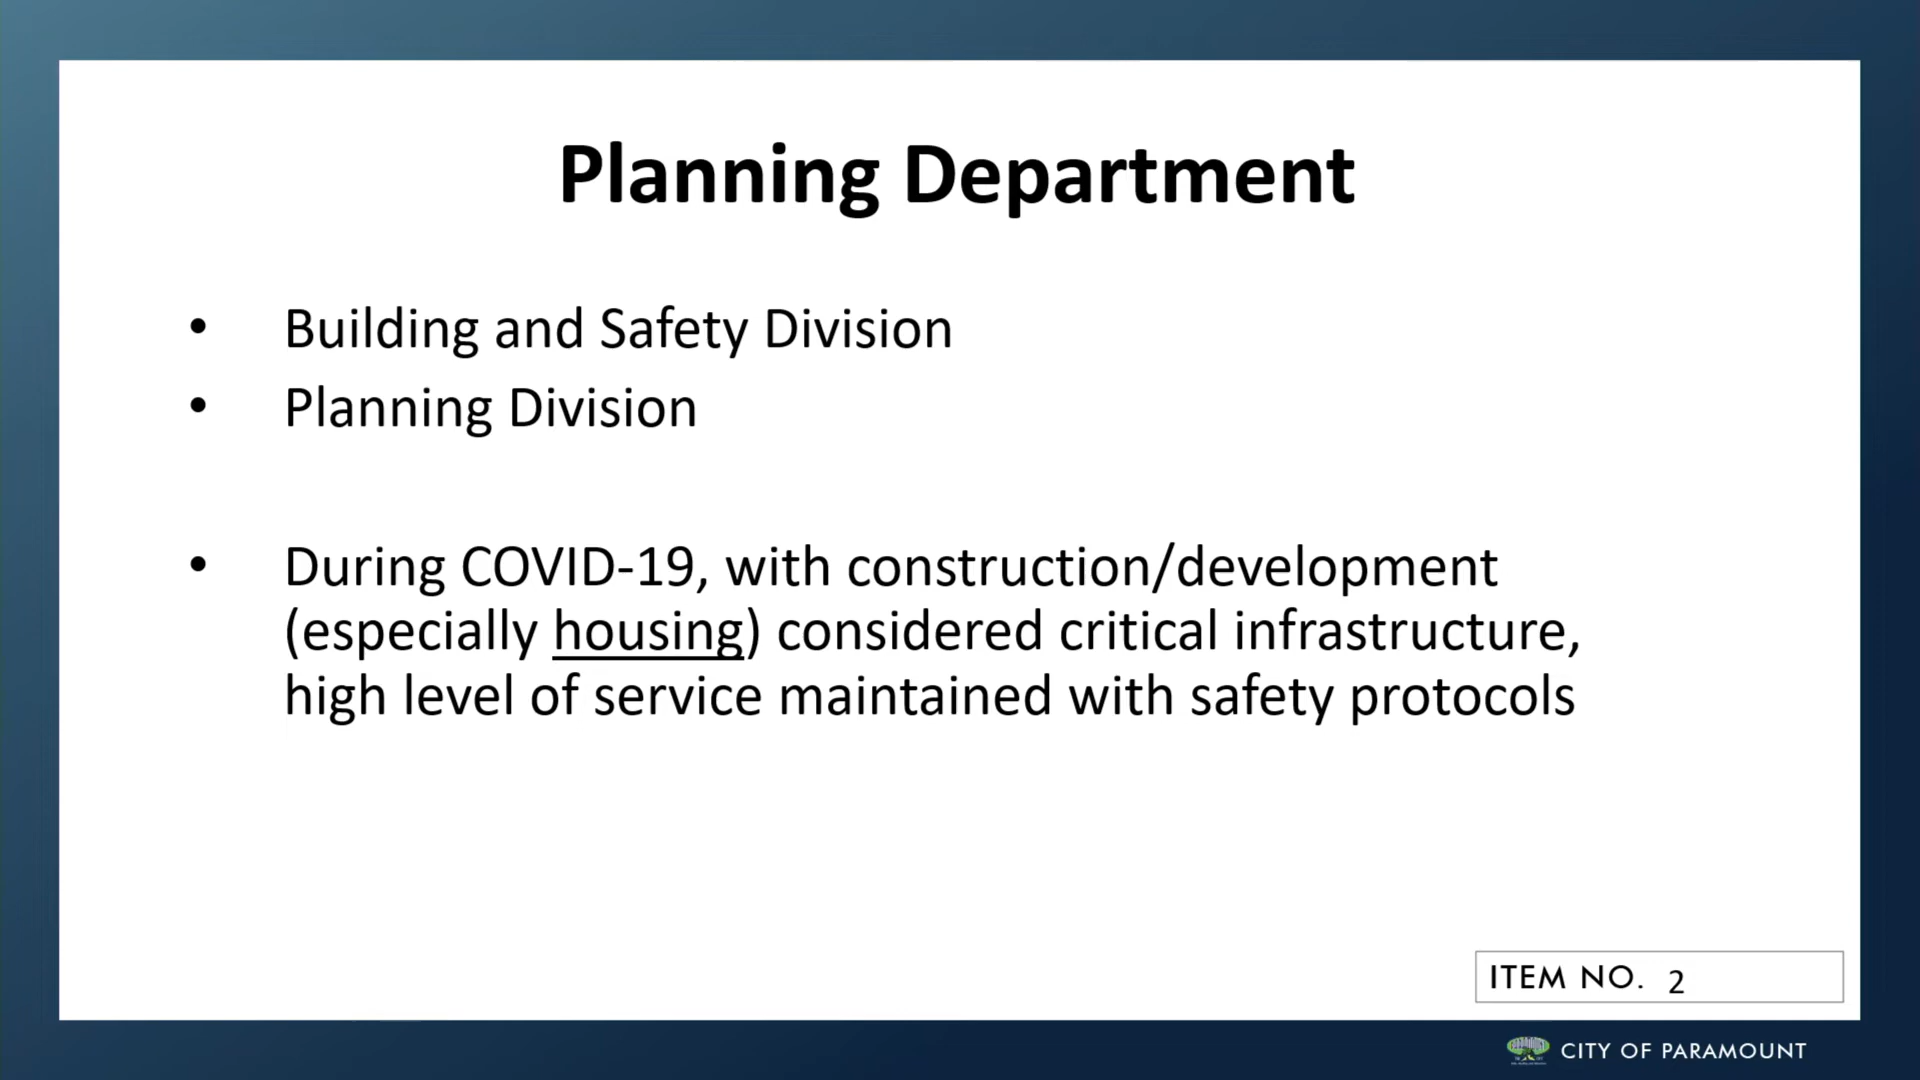 Planning Department
• Building and Safety Division
• Planning Division
• During COVID-19, with construction/development
(especially housing) considered critical infrastructure,
high level of service maintained with safety protocols
ITEM NO. 2
CITY OF PARAMOUNT